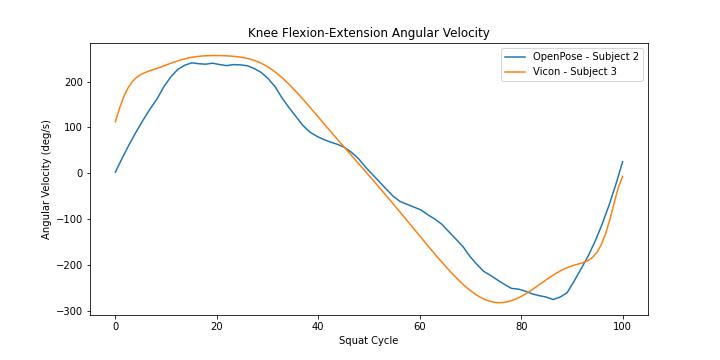 Knee Flexion-Extension Angular Velocity
OpenPose - Subject 2
Vicon - Subject 3
Angular Velocity (deg/s)
200
100
0
−100
−200
−300
0 20 40 60 80 100
Squat Cycle